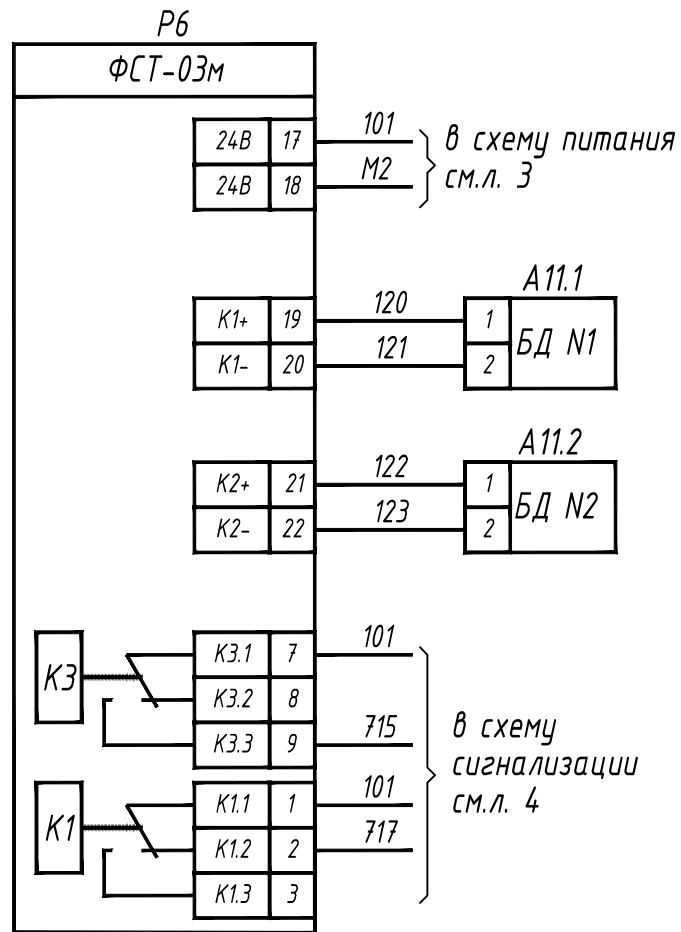 Р6
ФСТ-03м
24В 17 101
24В 18 М2
в схему питания
см.л. 3
А11.1
К1+ 19 120 1
К1- 20 121 2
БД N1
А11.2
К2+ 21 122 1
К2- 22 123 2
БД N2
К3
К3.1 7 101
К3.2 8
К3.3 9 715
К1
К1.1 1 101
К1.2 2 717
К1.3 3
в схему
сигнализации
см.л. 4